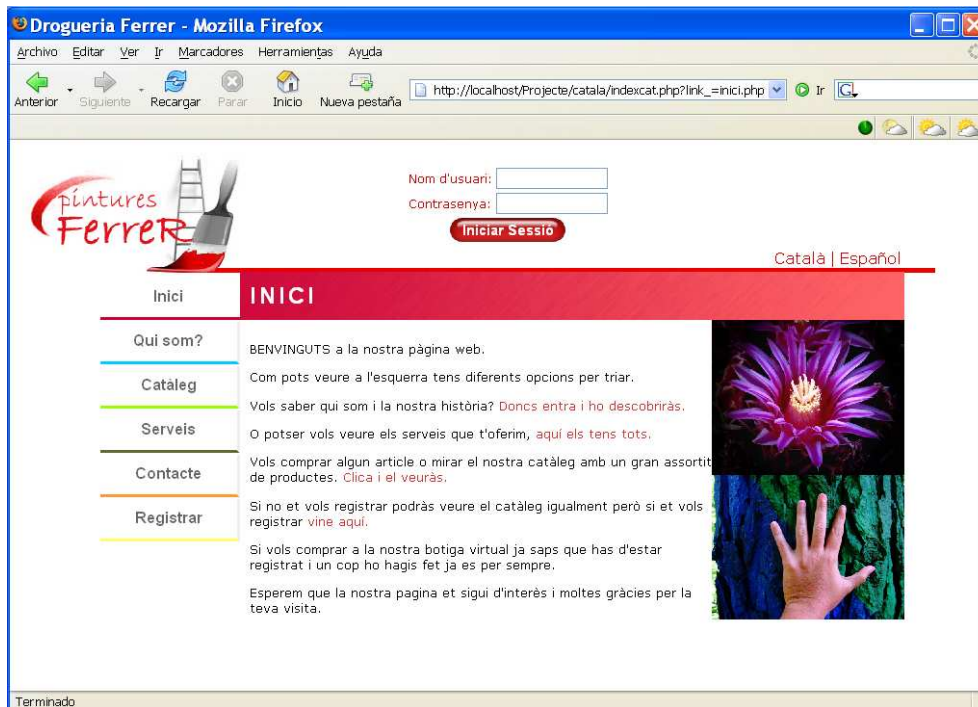 Drogueria Ferrer - Mozilla Firefox
Archivo Editar Ver Ir Marcadores Herramientas Ayuda
Anterior Siguiente Recargar Parar Inicio Nueva pestaña http://localhost/Projecte/catala/indexcat.php?link_=inici.php Ir G
pintures
FerreR
Nom d'usuari:
Contrasenya:
Iniciar Sessió
Català | Español
Inici
Qui som?
Catàleg
Serveis
Contacte
Registrar
INICI
BENVINGUTS a la nostra pàgina web.
Com pots veure a l'esquerra tens diferents opcions per triar.
Vols saber qui som i la nostra història? Doncs entra i ho descobriràs.
O potser vols veure els serveis que t'oferim, aquí els tens tots.
Vols comprar algun article o mirar el nostra catàleg amb un gran assortit
de productes. Clica i el veuràs.
Si no et vols registrar podràs veure el catàleg igualment però si et vols
registrar vine aquí.
Si vols comprar a la nostra botiga virtual ja saps que has d'estar
registrat i un cop ho hagis fet ja es per sempre.
Esperem que la nostra pagina et sigui d'interès i moltes gràcies per la
teva visita.
Terminado